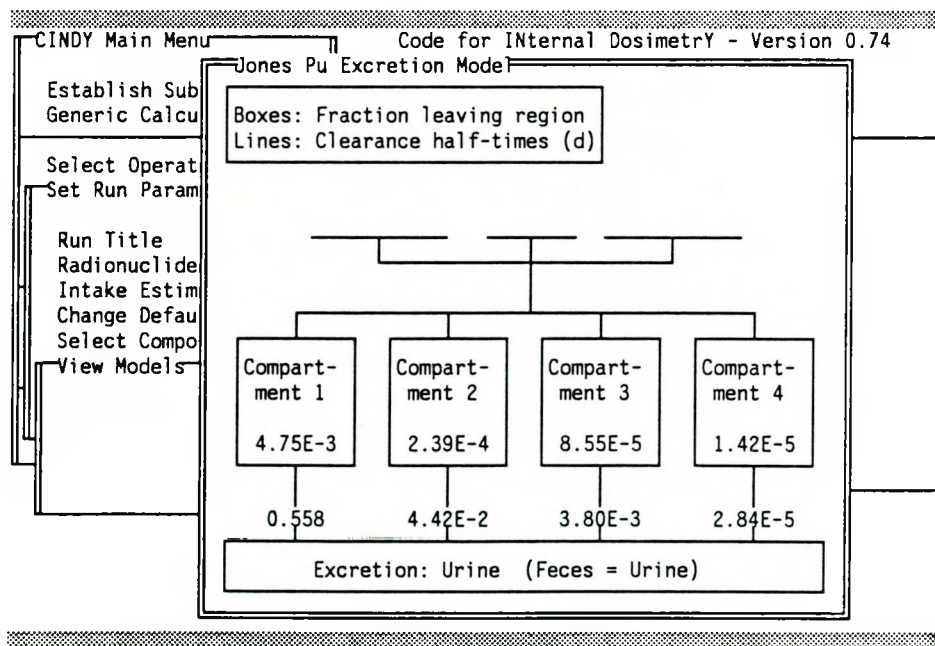 CINDY Main Menu
Code for INternal DosimetrY - Version 0.74
Jones Pu Excretion Model
Establish Sub
Generic Calcu
Boxes: Fraction leaving region
Lines: Clearance half-times (d)
Select Operat
Set Run Param
Run Title
Radionuclide
Intake Estim
Change Defau
Select Compo
View Models
Compart-
ment 1
4.75E-3
Compart-
ment 2
2.39E-4
Compart-
ment 3
8.55E-5
Compart-
ment 4
1.42E-5
0.558
4.42E-2
3.80E-3
2.84E-5
Excretion: Urine (Feces = Urine)